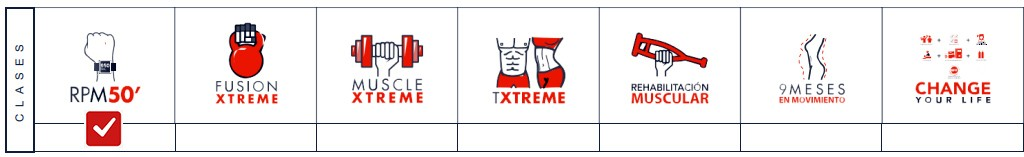 CLASES
RPM50'
FUSION
XTREME
MUSCLE
XTREME
TXTREME
REHABILITACIÓN
MUSCULAR
9MESES
EN MOVIMIENTO
CHANGE
YOUR LIFE